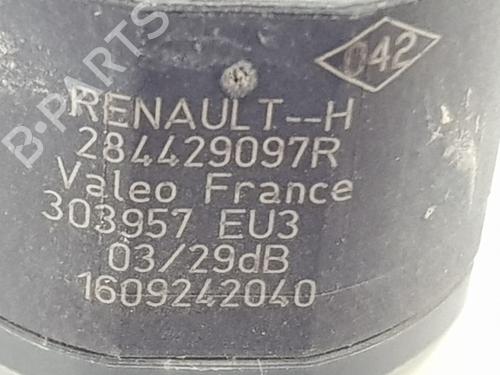 042
RENAULT--H
284429097R
Valeo France
303957 EU3
03/29dB
1609242040
B-PARTS